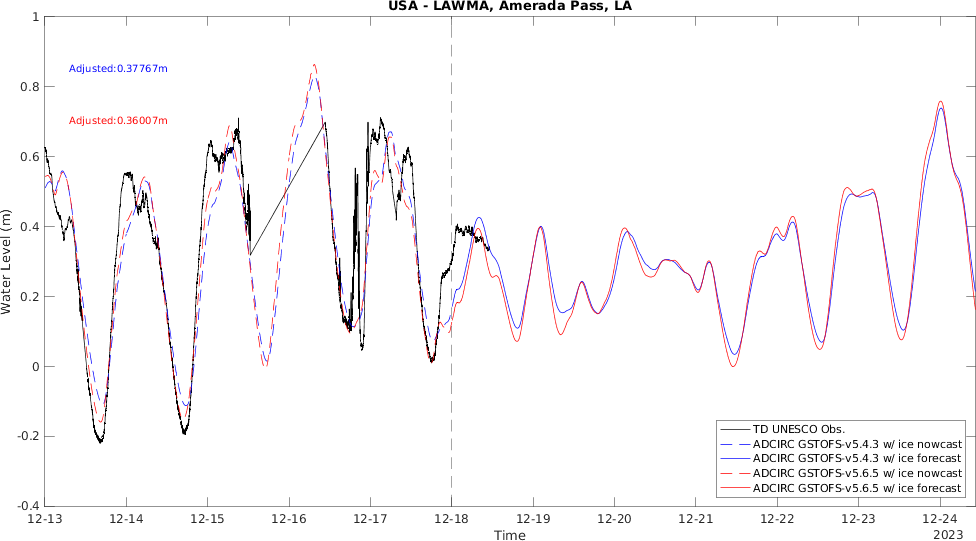 USA - LAWMA, Amerada Pass, LA
1
0.8
0.6
0.4
0.2
0
-0.2
-0.4
Water Level (m)
Adjusted:0.37767m
Adjusted:0.36007m
TD UNESCO Obs.
ADCIRC GSTOFS-v5.4.3 w/ ice nowcast
ADCIRC GSTOFS-v5.4.3 w/ ice forecast
ADCIRC GSTOFS-v5.6.5 w/ ice nowcast
ADCIRC GSTOFS-v5.6.5 w/ ice forecast
12-13 12-14 12-15 12-16 12-17 12-18 12-19 12-20 12-21 12-22 12-23 12-24
Time
2023